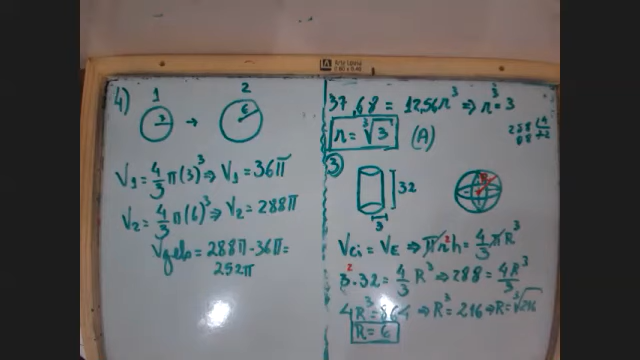 4)
1 2
3 → 6
V₁ = 4/3 π(3)³ ⇒ V₁ = 36π
V₂ = 4/3 π(6)³ ⇒ V₂ = 288π
Vgelo = 288π - 36π =
252π
37,68 = 12,56r³ ⇒ r³ = 3
r = ∛3 (A)
3
32
3
R
Vci = VE ⇒ πr²h = 4/3 πR³
3²·32 = 4/3 R³ ⇒ 288 = 4R³/3
4R³ = 864 ⇒ R³ = 216 ⇒ R = ∛216
R = 6